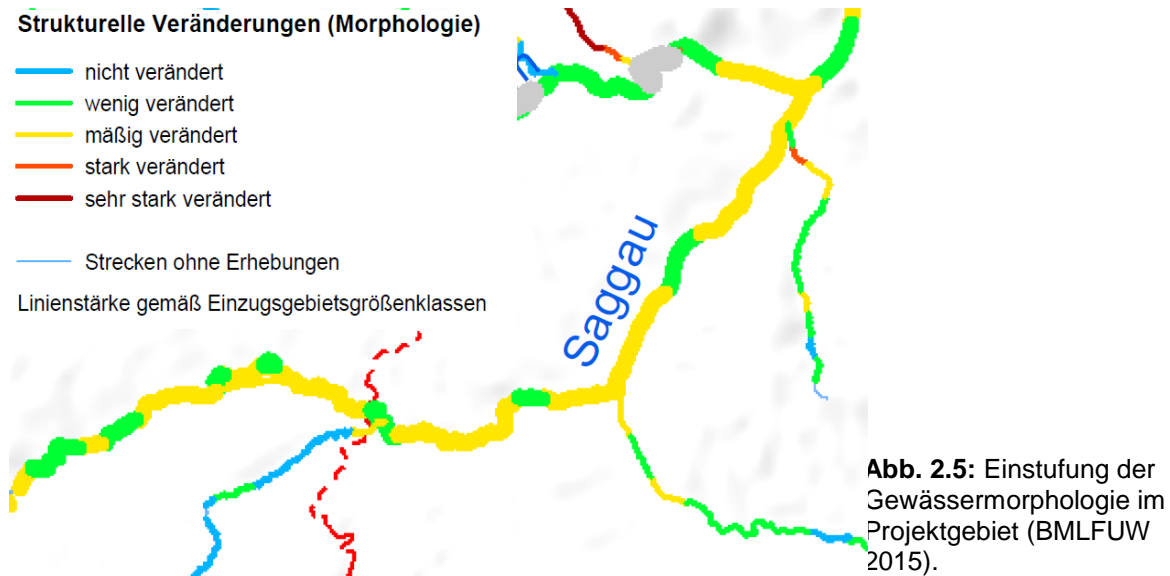 Strukturelle Veränderungen (Morphologie)
nicht verändert
wenig verändert
mäßig verändert
stark verändert
sehr stark verändert
Strecken ohne Erhebungen
Linienstärke gemäß Einzugsgebietsgrößenklassen
Saggau
Abb. 2.5: Einstufung der
Gewässermorphologie im
Projektgebiet (BMLFUW
2015).